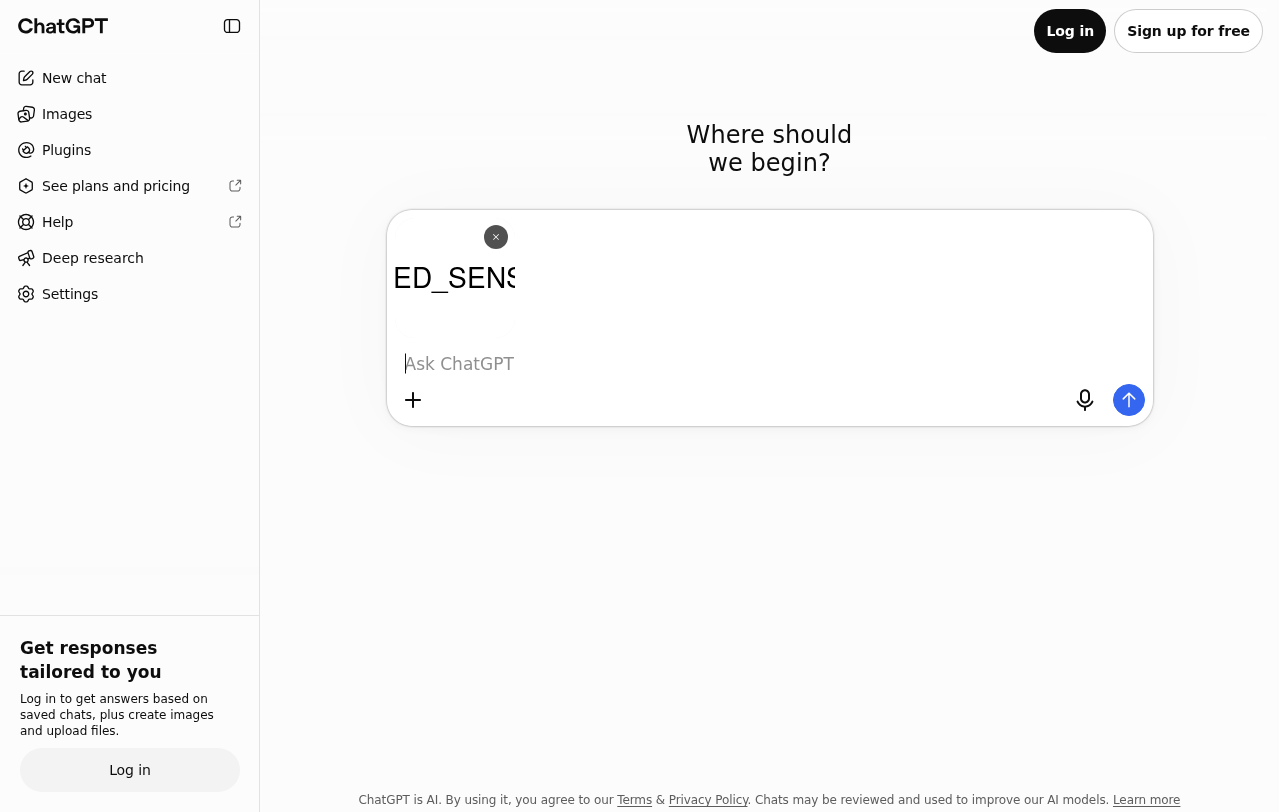 ChatGPT
New chat
Images
Plugins
See plans and pricing
Help
Deep research
Settings
Get responses
tailored to you
Log in to get answers based on
saved chats, plus create images
and upload files.
Log in
Log in
Sign up for free
Where should
we begin?
ED_SENS
Ask ChatGPT
ChatGPT is AI. By using it, you agree to our Terms & Privacy Policy. Chats may be reviewed and used to improve our AI models. Learn more